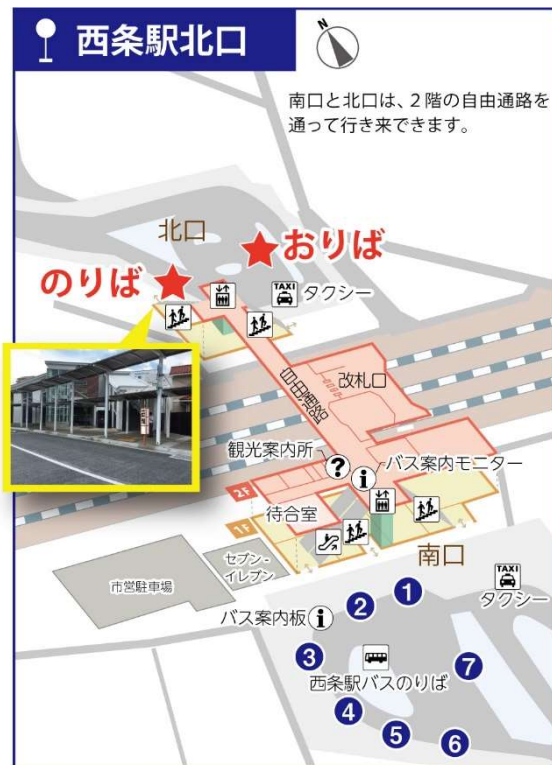 西条駅北口
N
南口と北口は、2階の自由通路を
通って行き来できます。
北口
おりば
のりば
TAXI
タクシー
改札口
自由通路
観光案内所
?
i
バス案内モニター
2F
待合室
1F
南口
セブン-
イレブン
市営駐車場
TAXI
タクシー
バス案内板
i
1
2
3
7
西条駅バスのりば
4
5
6